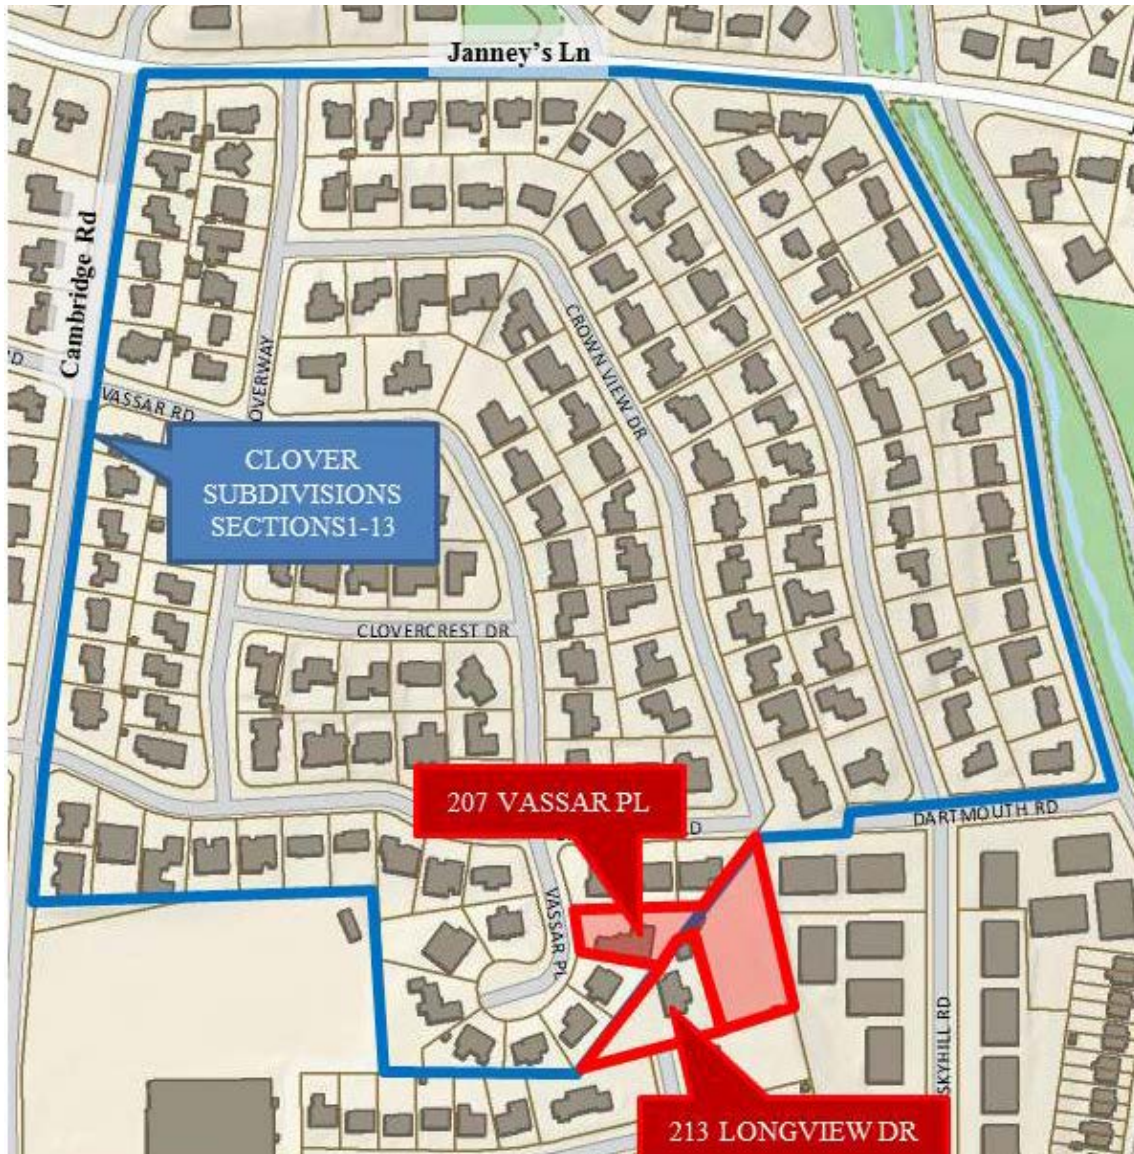 Janney's Ln
Cambridge Rd
CROWN VIEW DR
OVERWAY
VASSAR RD
CLOVER
SUBDIVISIONS
SECTIONS1-13
CLOVERCREST DR
207 VASSAR PL
RD
DARTMOUTH RD
VASSAR PL
SKYHILL RD
213 LONGVIEW DR